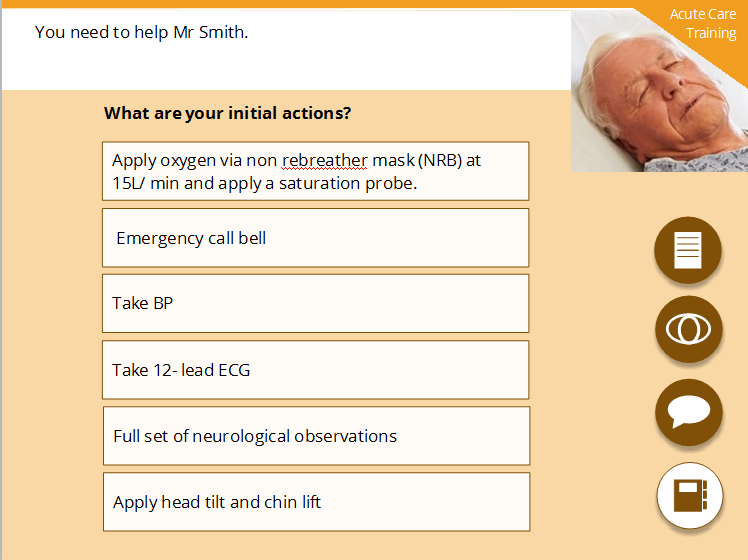 Acute Care
Training
You need to help Mr Smith.
What are your initial actions?
Apply oxygen via non rebreather mask (NRB) at
15L/ min and apply a saturation probe.
Emergency call bell
Take BP
Take 12- lead ECG
Full set of neurological observations
Apply head tilt and chin lift